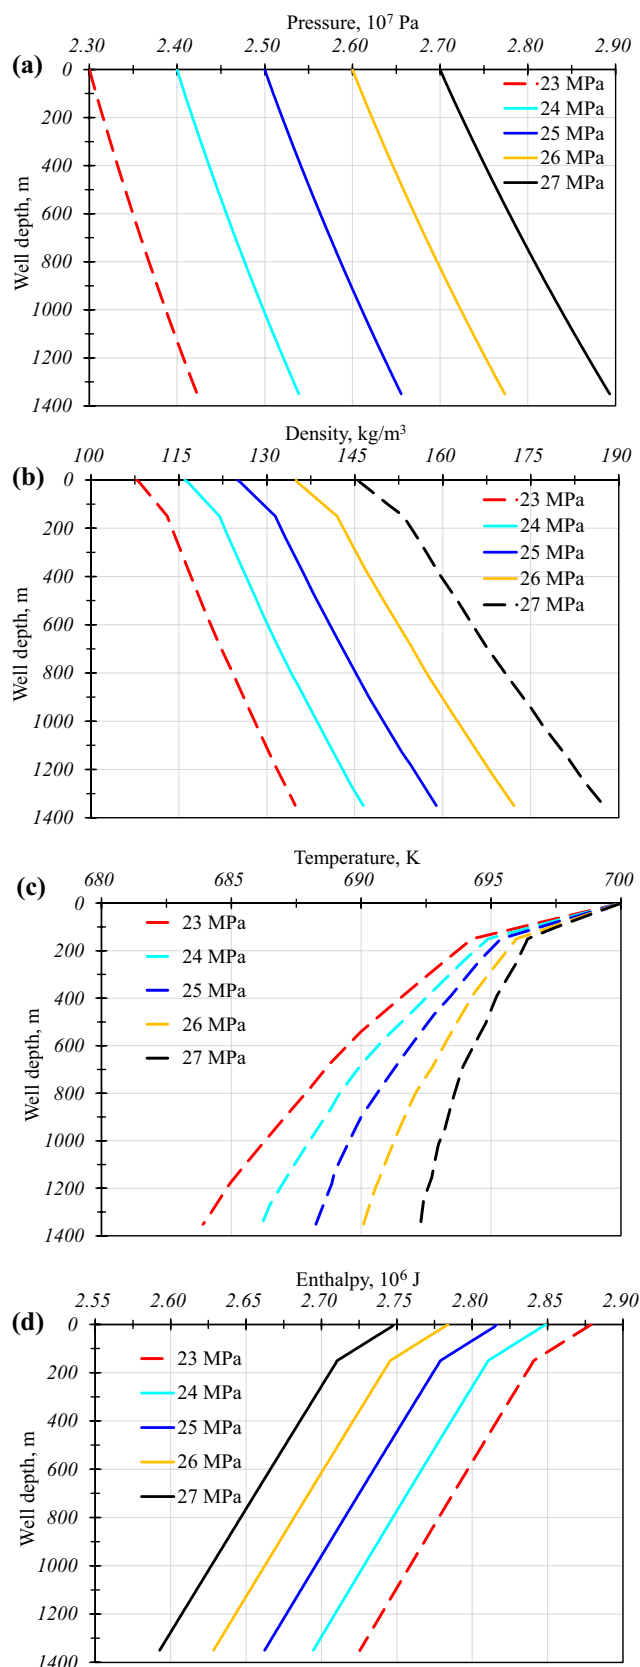 Pressure, 10⁷ Pa
2.30 2.40 2.50 2.60 2.70 2.80 2.90
(a)
0
200
400
600
800
1000
1200
1400
Well depth, m
23 MPa
24 MPa
25 MPa
26 MPa
27 MPa
Density, kg/m³
100 115 130 145 160 175 190
(b)
0
200
400
600
800
1000
1200
1400
Well depth, m
23 MPa
24 MPa
25 MPa
26 MPa
27 MPa
Temperature, K
680 685 690 695 700
(c)
0
200
400
600
800
1000
1200
1400
Well depth, m
23 MPa
24 MPa
25 MPa
26 MPa
27 MPa
Enthalpy, 10⁶ J
2.55 2.60 2.65 2.70 2.75 2.80 2.85 2.90
(d)
0
200
400
600
800
1000
1200
1400
Well depth, m
23 MPa
24 MPa
25 MPa
26 MPa
27 MPa